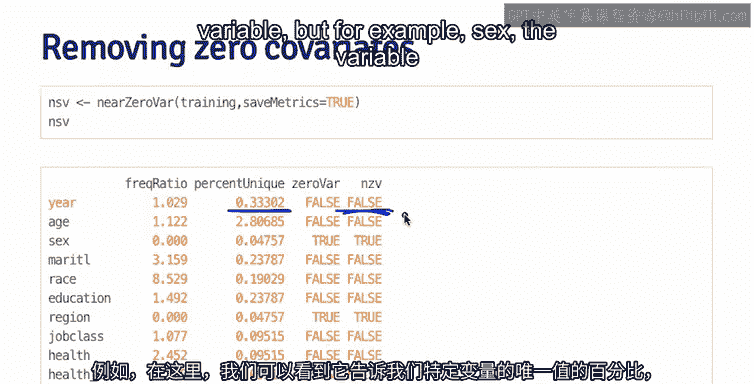 variable, but for example, sex, the
variable
Removing zero covariates
nsv <- nearZeroVar(training,saveMetrics=TRUE)
nsv
freqRatio percentUnique zeroVar nzv
year 1.029 0.33302 FALSE FALSE
age 1.122 2.80685 FALSE FALSE
sex 0.000 0.04757 TRUE TRUE
maritl 3.159 0.23787 FALSE FALSE
race 8.529 0.19029 FALSE FALSE
education 1.492 0.23787 FALSE FALSE
region 0.000 0.04757 TRUE TRUE
jobclass 1.077 0.09515 FALSE FALSE
health 2.452 0.09515 FALSE FALSE
例如，在这里，我们可以看到它告诉我们特定变量的唯一值的百分比，